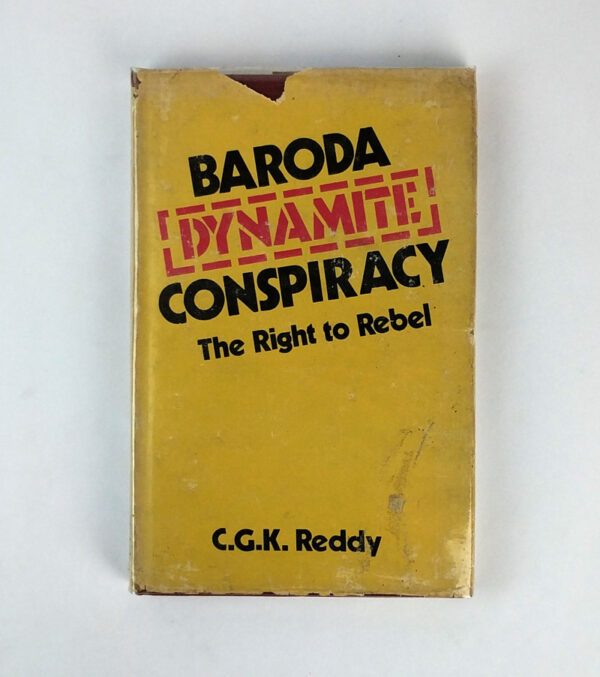 BARODA
DYNAMITE
CONSPIRACY
The Right to Rebel
C.G.K. Reddy